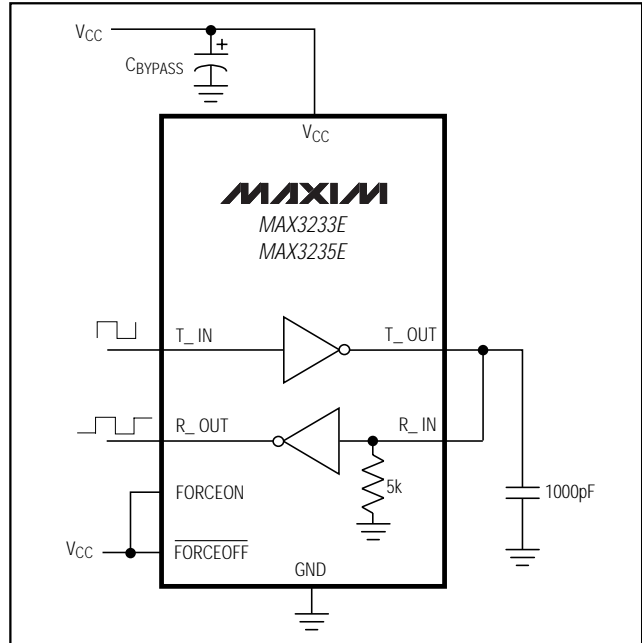 VCC
+
CBYPASS
VCC
MAXIM
MAX3233E
MAX3235E
T_ IN
T_ OUT
R_ OUT
R_ IN
5k
1000pF
FORCEON
VCC
FORCEOFF
GND